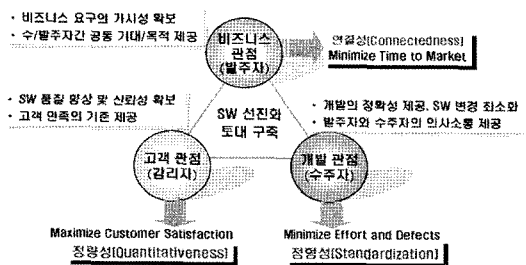 · 비즈니스 요구의 가시성 확보
· 수/발주자간 공통 기대/목적 제공
비즈니스
관점
(발주자)
연결성[Connectedness]
Minimize Time to Market
· SW 품질 향상 및 신뢰성 확보
· 고객 만족의 기준 제공
SW 선진화
토대 구축
· 개발의 정확성 제공, SW 변경 최소화
· 발주자와 수주자의 의사소통 제공
고객 관점
(감리자)
개발 관점
(수주자)
Maximize Customer Satisfaction
정량성[Quantitativeness]
Minimize Effort and Defects
정형성[Standardization]